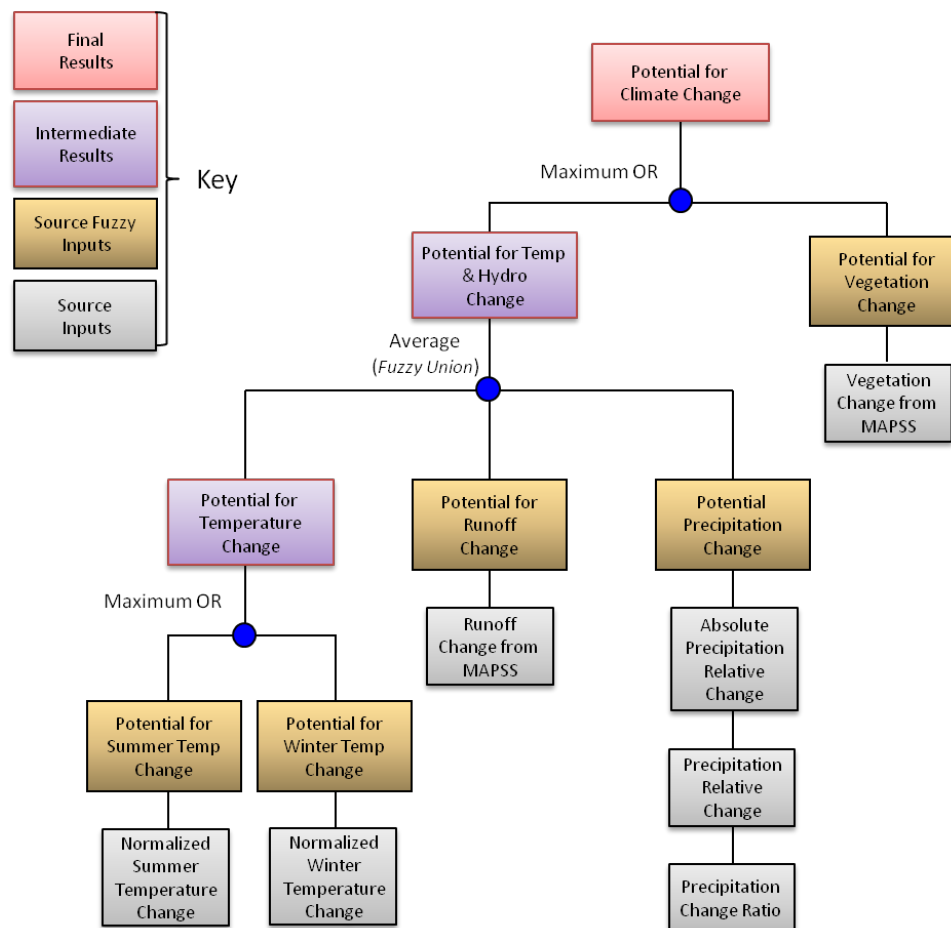 Final
Results
Intermediate
Results
Source Fuzzy
Inputs
Source
Inputs
Key
Potential for
Climate Change
Maximum OR
Potential for Temp
& Hydro
Change
Potential for
Vegetation
Change
Average
(Fuzzy Union)
Vegetation
Change from
MAPSS
Potential for
Temperature
Change
Potential for
Runoff
Change
Potential
Precipitation
Change
Maximum OR
Runoff
Change from
MAPSS
Absolute
Precipitation
Relative
Change
Potential for
Summer Temp
Change
Potential for
Winter Temp
Change
Precipitation
Relative
Change
Normalized
Summer
Temperature
Change
Normalized
Winter
Temperature
Change
Precipitation
Change Ratio